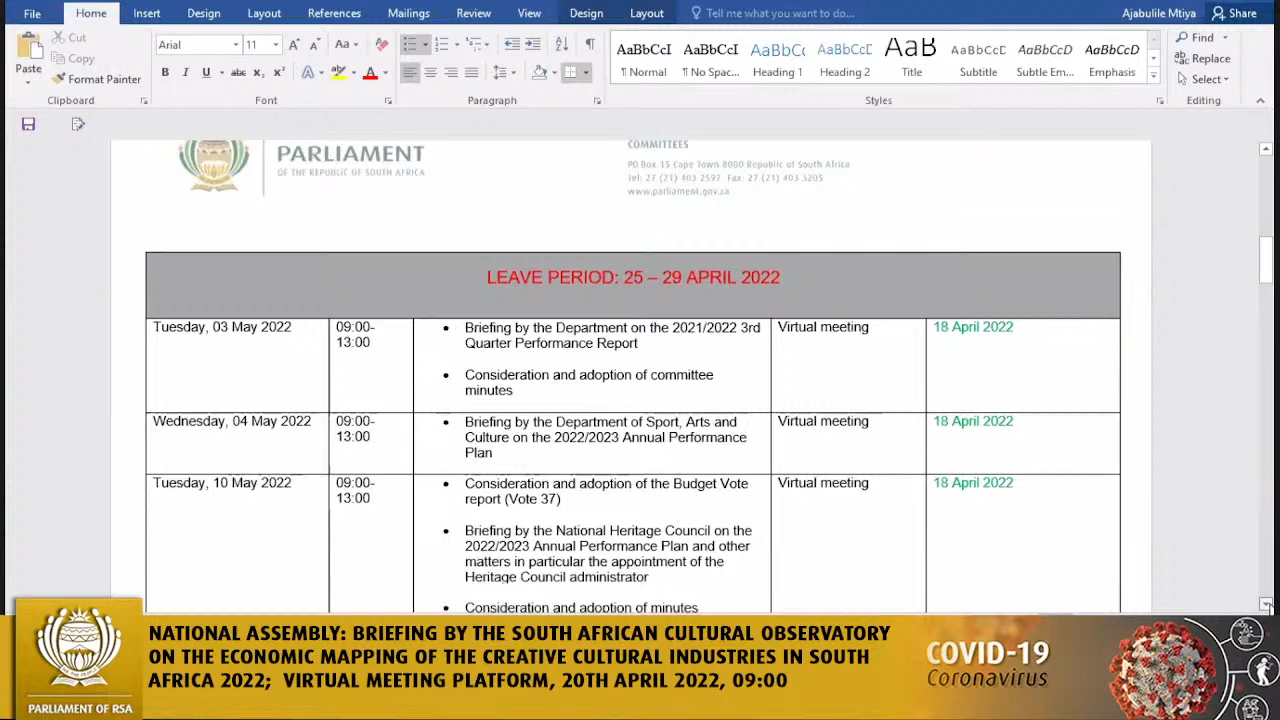 File Home Insert Design Layout References Mailings Review View Design Layout Tell me what you want to do... Ajabulile Mtiya Share
Paste Cut Copy Format Painter Clipboard
Arial 11 Aa
B I U abc x₂ x² A A
Font
Paragraph
AaBbCcI AaBbCcI AaBbCc AaBbCcI AaB AaBbCcD AaBbCcD AaBbCcD
¶ Normal ¶ No Spac... Heading 1 Heading 2 Title Subtitle Subtle Em... Emphasis
Styles
Find
Replace
Select
Editing
PARLIAMENT
OF THE REPUBLIC OF SOUTH AFRICA
COMMITTEES
PO Box 15 Cape Town 8000 Republic of South Africa
Tel: 27 (21) 403 2597 Fax: 27 (21) 403 3205
www.parliament.gov.za
LEAVE PERIOD: 25 – 29 APRIL 2022
Tuesday, 03 May 2022
09:00-
13:00
• Briefing by the Department on the 2021/2022 3rd
Quarter Performance Report
• Consideration and adoption of committee
minutes
Virtual meeting
18 April 2022
Wednesday, 04 May 2022
09:00-
13:00
• Briefing by the Department of Sport, Arts and
Culture on the 2022/2023 Annual Performance
Plan
Virtual meeting
18 April 2022
Tuesday, 10 May 2022
09:00-
13:00
• Consideration and adoption of the Budget Vote
report (Vote 37)
• Briefing by the National Heritage Council on the
2022/2023 Annual Performance Plan and other
matters in particular the appointment of the
Heritage Council administrator
• Consideration and adoption of minutes
Virtual meeting
18 April 2022
PARLIAMENT OF RSA
NATIONAL ASSEMBLY: BRIEFING BY THE SOUTH AFRICAN CULTURAL OBSERVATORY
ON THE ECONOMIC MAPPING OF THE CREATIVE CULTURAL INDUSTRIES IN SOUTH
AFRICA 2022; VIRTUAL MEETING PLATFORM, 20TH APRIL 2022, 09:00
COVID-19
Coronavirus